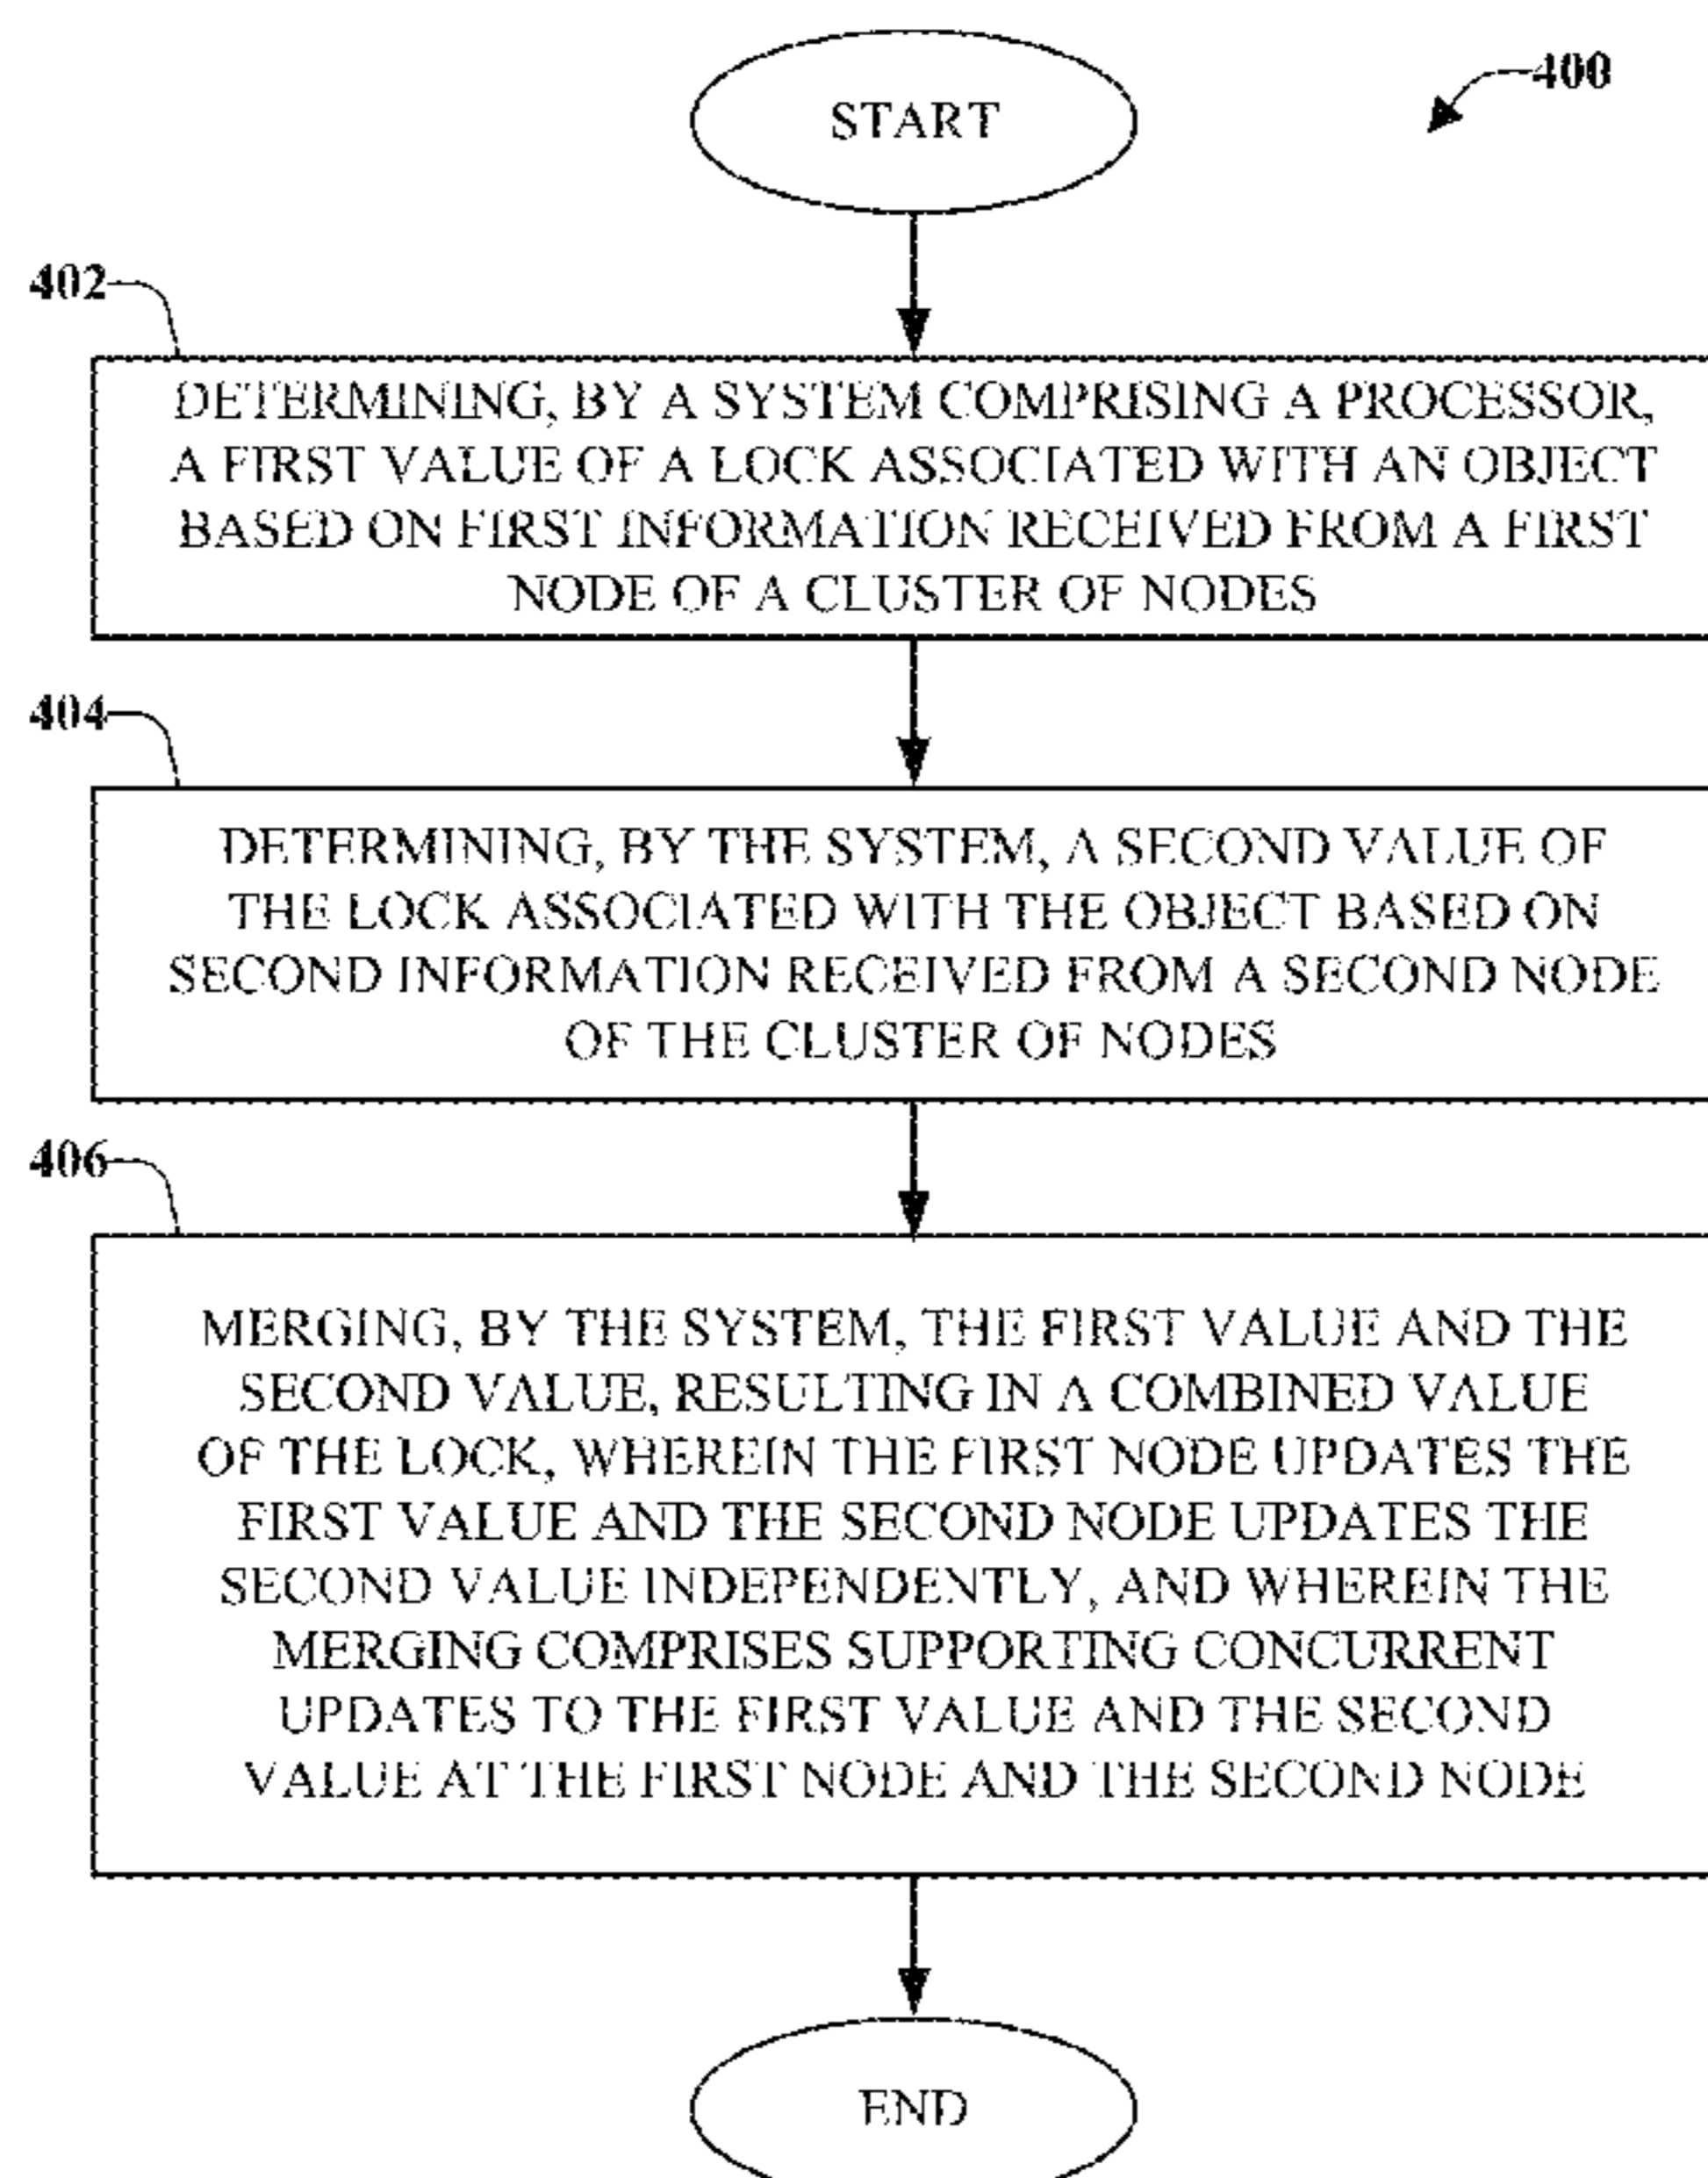 START
400
402
DETERMINING, BY A SYSTEM COMPRISING A PROCESSOR,
A FIRST VALUE OF A LOCK ASSOCIATED WITH AN OBJECT
BASED ON FIRST INFORMATION RECEIVED FROM A FIRST
NODE OF A CLUSTER OF NODES
404
DETERMINING, BY THE SYSTEM, A SECOND VALUE OF
THE LOCK ASSOCIATED WITH THE OBJECT BASED ON
SECOND INFORMATION RECEIVED FROM A SECOND NODE
OF THE CLUSTER OF NODES
406
MERGING, BY THE SYSTEM, THE FIRST VALUE AND THE
SECOND VALUE, RESULTING IN A COMBINED VALUE
OF THE LOCK, WHEREIN THE FIRST NODE UPDATES THE
FIRST VALUE AND THE SECOND NODE UPDATES THE
SECOND VALUE INDEPENDENTLY, AND WHEREIN THE
MERGING COMPRISES SUPPORTING CONCURRENT
UPDATES TO THE FIRST VALUE AND THE SECOND
VALUE AT THE FIRST NODE AND THE SECOND NODE
END